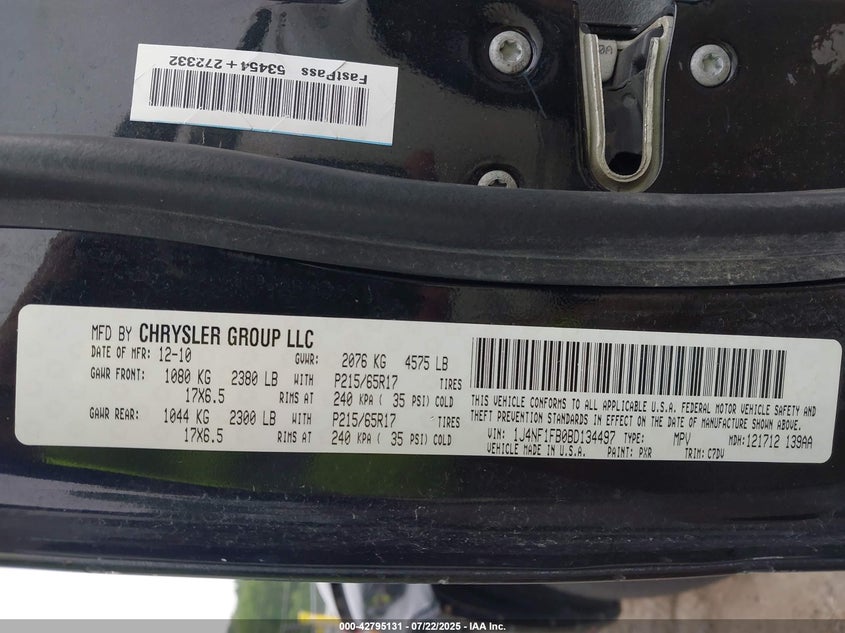 FastPass 53454+272332
MFD BY CHRYSLER GROUP LLC
DATE OF MFR: 12-10 GVWR: 2076 KG 4575 LB
GAWR FRONT: 1080 KG 2380 LB WITH P215/65R17 TIRES
17X6.5 RIMS AT 240 KPA ( 35 PSI) COLD
GAWR REAR: 1044 KG 2300 LB WITH P215/65R17 TIRES
17X6.5 RIMS AT 240 KPA ( 35 PSI) COLD
THIS VEHICLE CONFORMS TO ALL APPLICABLE U.S.A. FEDERAL MOTOR VEHICLE SAFETY AND
THEFT PREVENTION STANDARDS IN EFFECT ON THE DATE OF MANUFACTURE SHOWN ABOVE.
VIN: 1J4NF1FB0BD134497 TYPE: MPV MDH:121712 139AA
VEHICLE MADE IN U.S.A. PAINT: PXR TRIM: C7DV
000-42795131 - 07/22/2025 - IAA Inc.